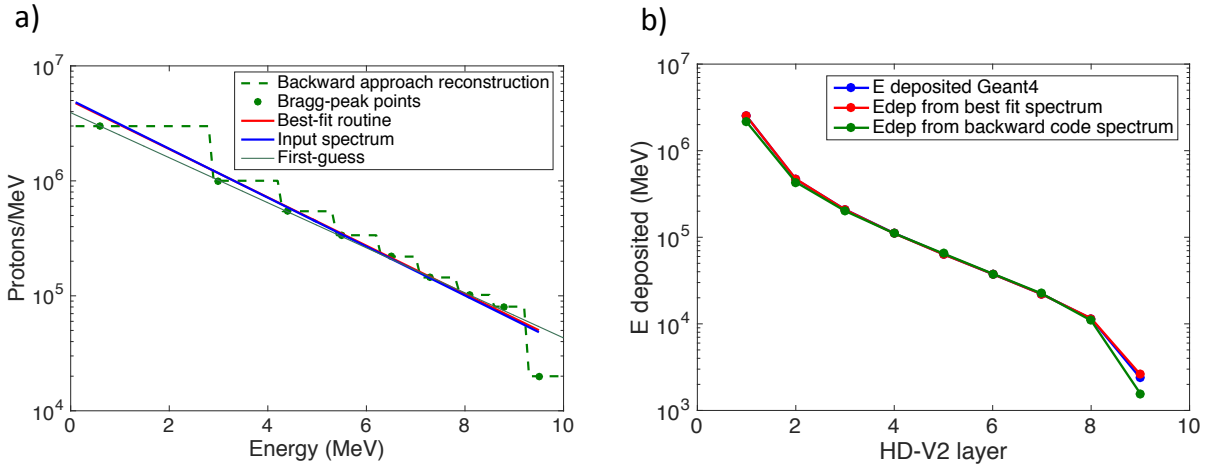 a)
10^7
10^6
10^5
10^4
Protons/MeV
Backward approach reconstruction
Bragg-peak points
Best-fit routine
Input spectrum
First-guess
0 2 4 6 8 10
Energy (MeV)
b)
10^7
10^6
10^5
10^4
10^3
E deposited (MeV)
E deposited Geant4
Edep from best fit spectrum
Edep from backward code spectrum
0 2 4 6 8 10
HD-V2 layer